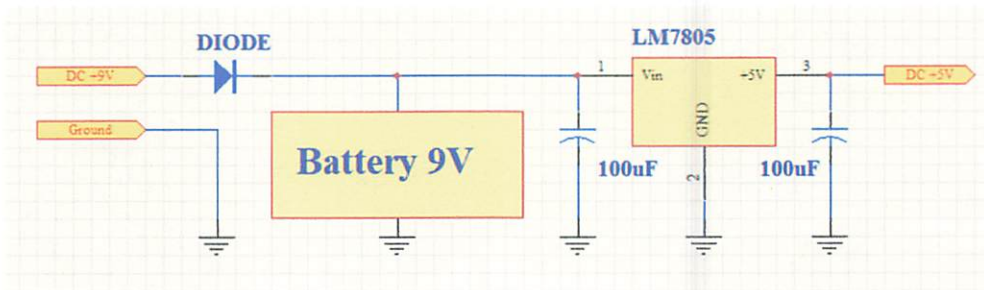 DIODE
LM7805
DC +9V
1
Vin
+5V
3
DC +5V
Ground
GND
Battery 9V
100uF
2
100uF